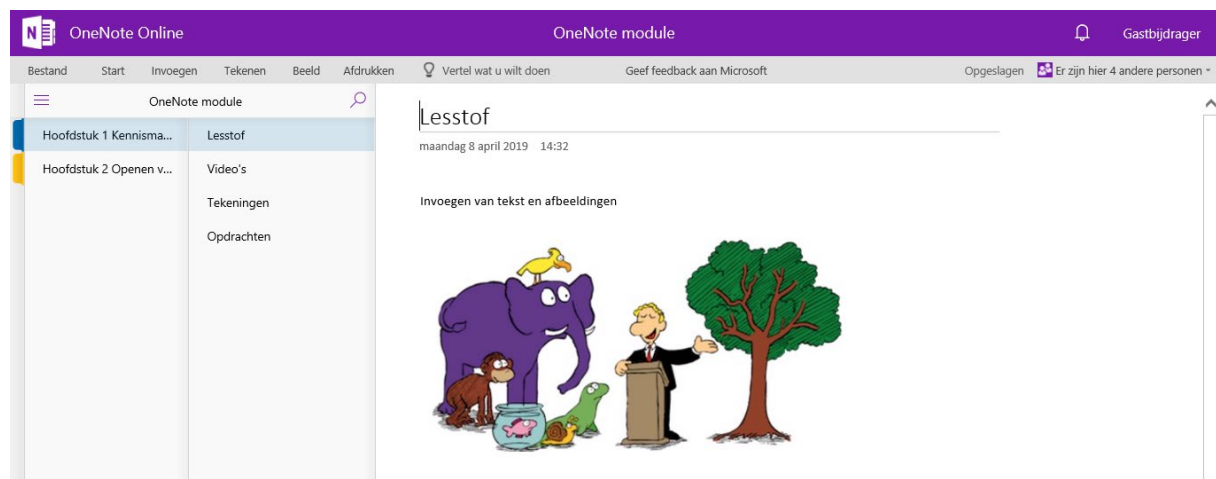 OneNote Online
OneNote module
Gastbijdrager
Bestand Start Invoegen Tekenen Beeld Afdrukken Vertel wat u wilt doen Geef feedback aan Microsoft Opgeslagen Er zijn hier 4 andere personen
OneNote module
Hoofdstuk 1 Kennisma...
Hoofdstuk 2 Openen v...
Lesstof
Video's
Tekeningen
Opdrachten
Lesstof
maandag 8 april 2019 14:32
Invoegen van tekst en afbeeldingen